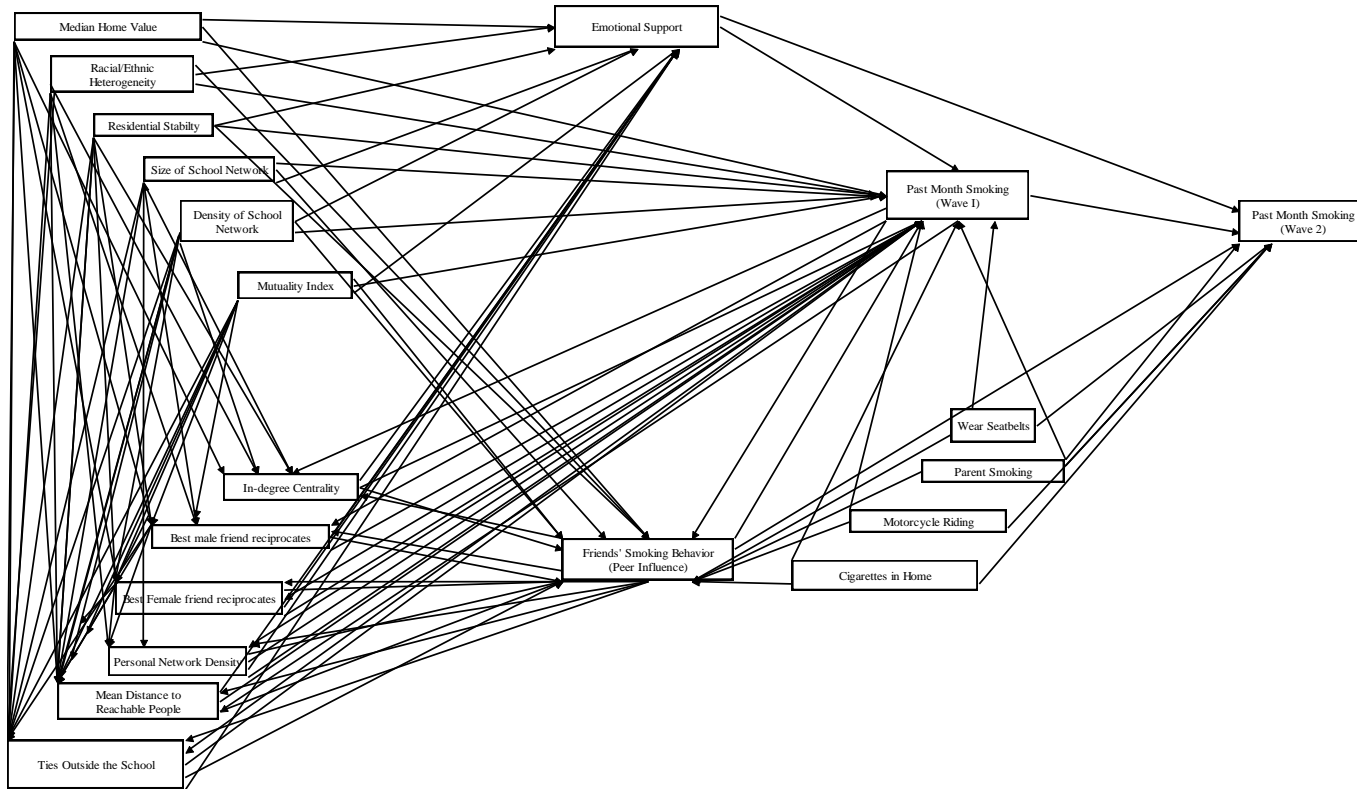 Median Home Value
Emotional Support
Racial/Ethnic
Heterogeneity
Residential Stabilty
Size of School Network
Past Month Smoking
(Wave I)
Density of School
Network
Past Month Smoking
(Wave 2)
Mutuality Index
Wear Seatbelts
Parent Smoking
In-degree Centrality
Motorcycle Riding
Best male friend reciprocates
Friends' Smoking Behavior
(Peer Influence)
Cigarettes in Home
Best Female friend reciprocates
Personal Network Density
Mean Distance to
Reachable People
Ties Outside the School